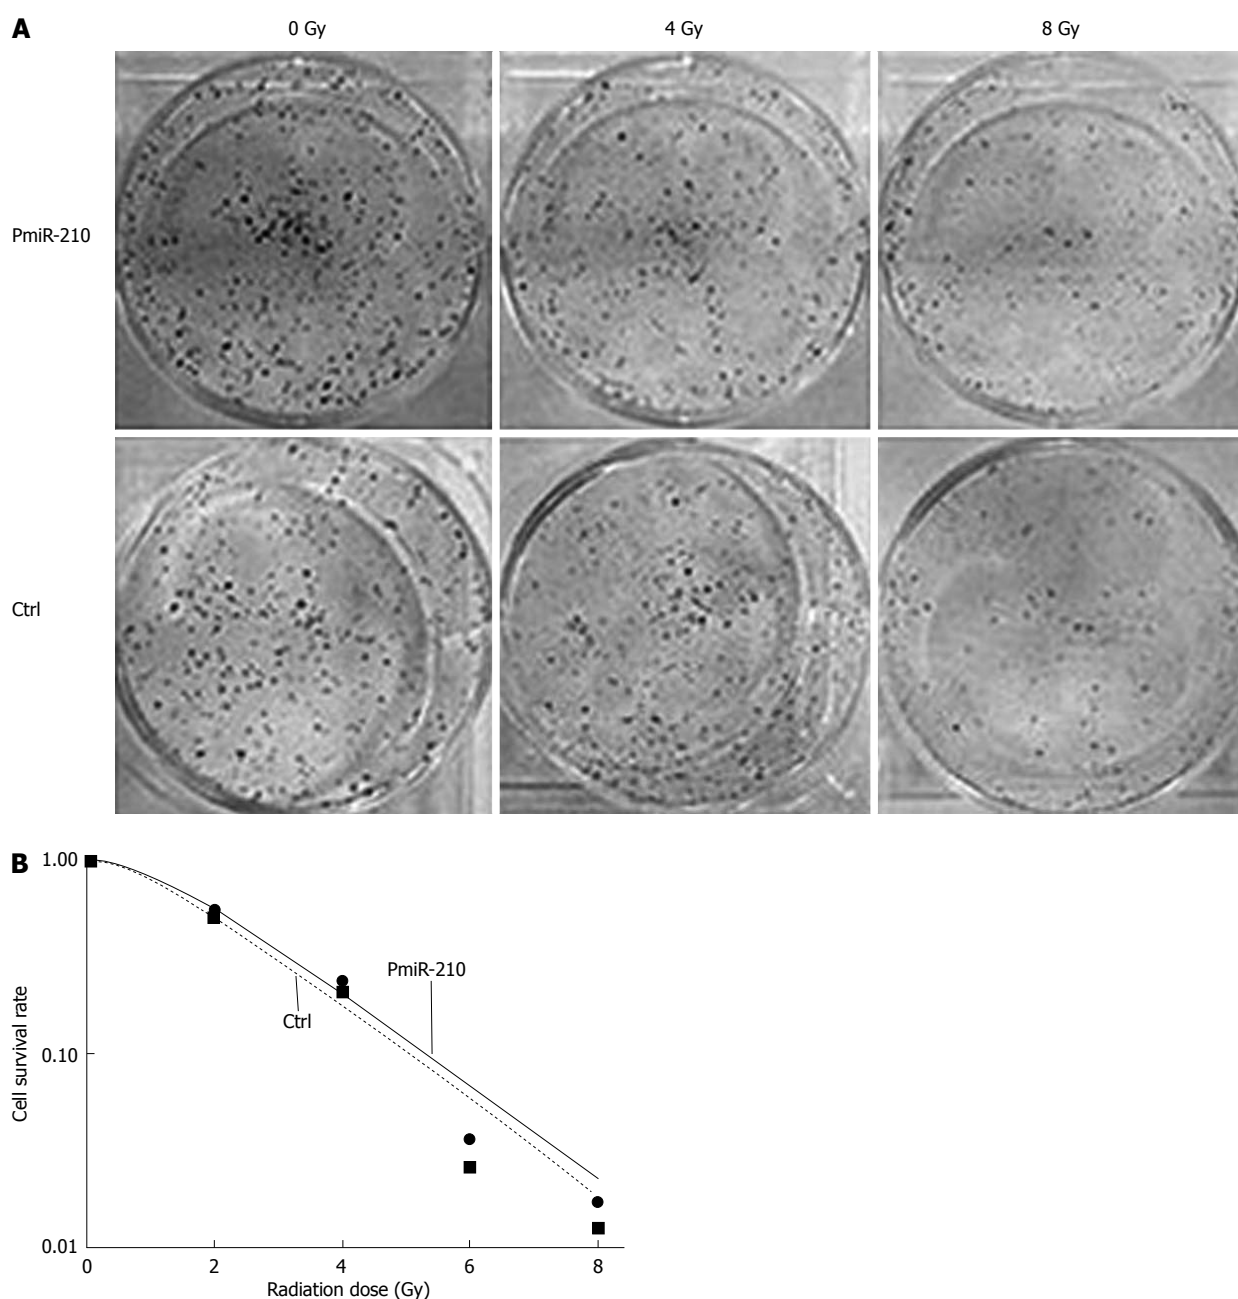 A
0 Gy
4 Gy
8 Gy
PmiR-210
Ctrl
B
1.00
0.10
0.01
Cell survival rate
PmiR-210
Ctrl
0
2
4
6
8
Radiation dose (Gy)